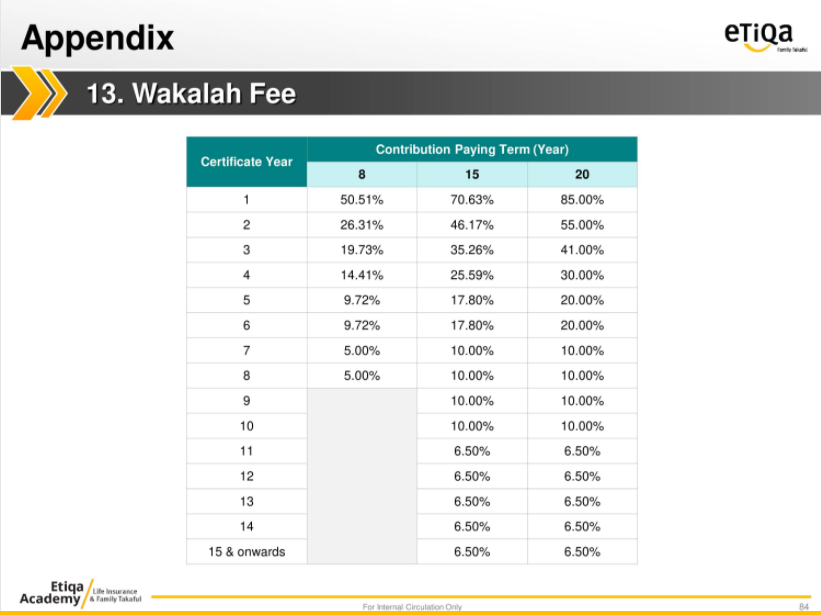 Appendix
eTiQa
Family Takaful
13. Wakalah Fee
Certificate Year
Contribution Paying Term (Year)
8 15 20
1 50.51% 70.63% 85.00%
2 26.31% 46.17% 55.00%
3 19.73% 35.26% 41.00%
4 14.41% 25.59% 30.00%
5 9.72% 17.80% 20.00%
6 9.72% 17.80% 20.00%
7 5.00% 10.00% 10.00%
8 5.00% 10.00% 10.00%
9 10.00% 10.00%
10 10.00% 10.00%
11 6.50% 6.50%
12 6.50% 6.50%
13 6.50% 6.50%
14 6.50% 6.50%
15 & onwards 6.50% 6.50%
Etiqa
Academy
Life Insurance
& Family Takaful
For Internal Circulation Only
84